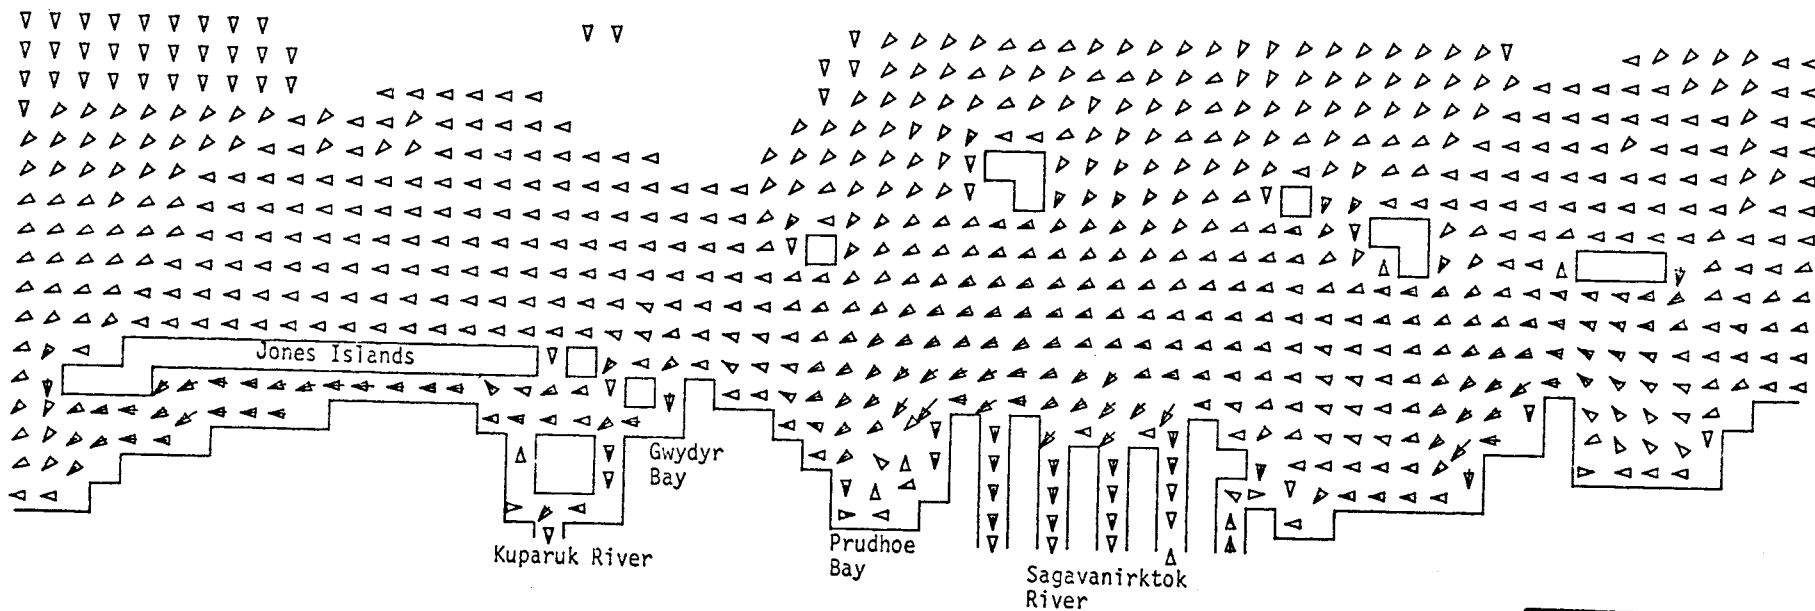 Jones Islands
Gwydyr
Bay
Kuparuk River
Prudhoe
Bay
Sagavanirktok
River